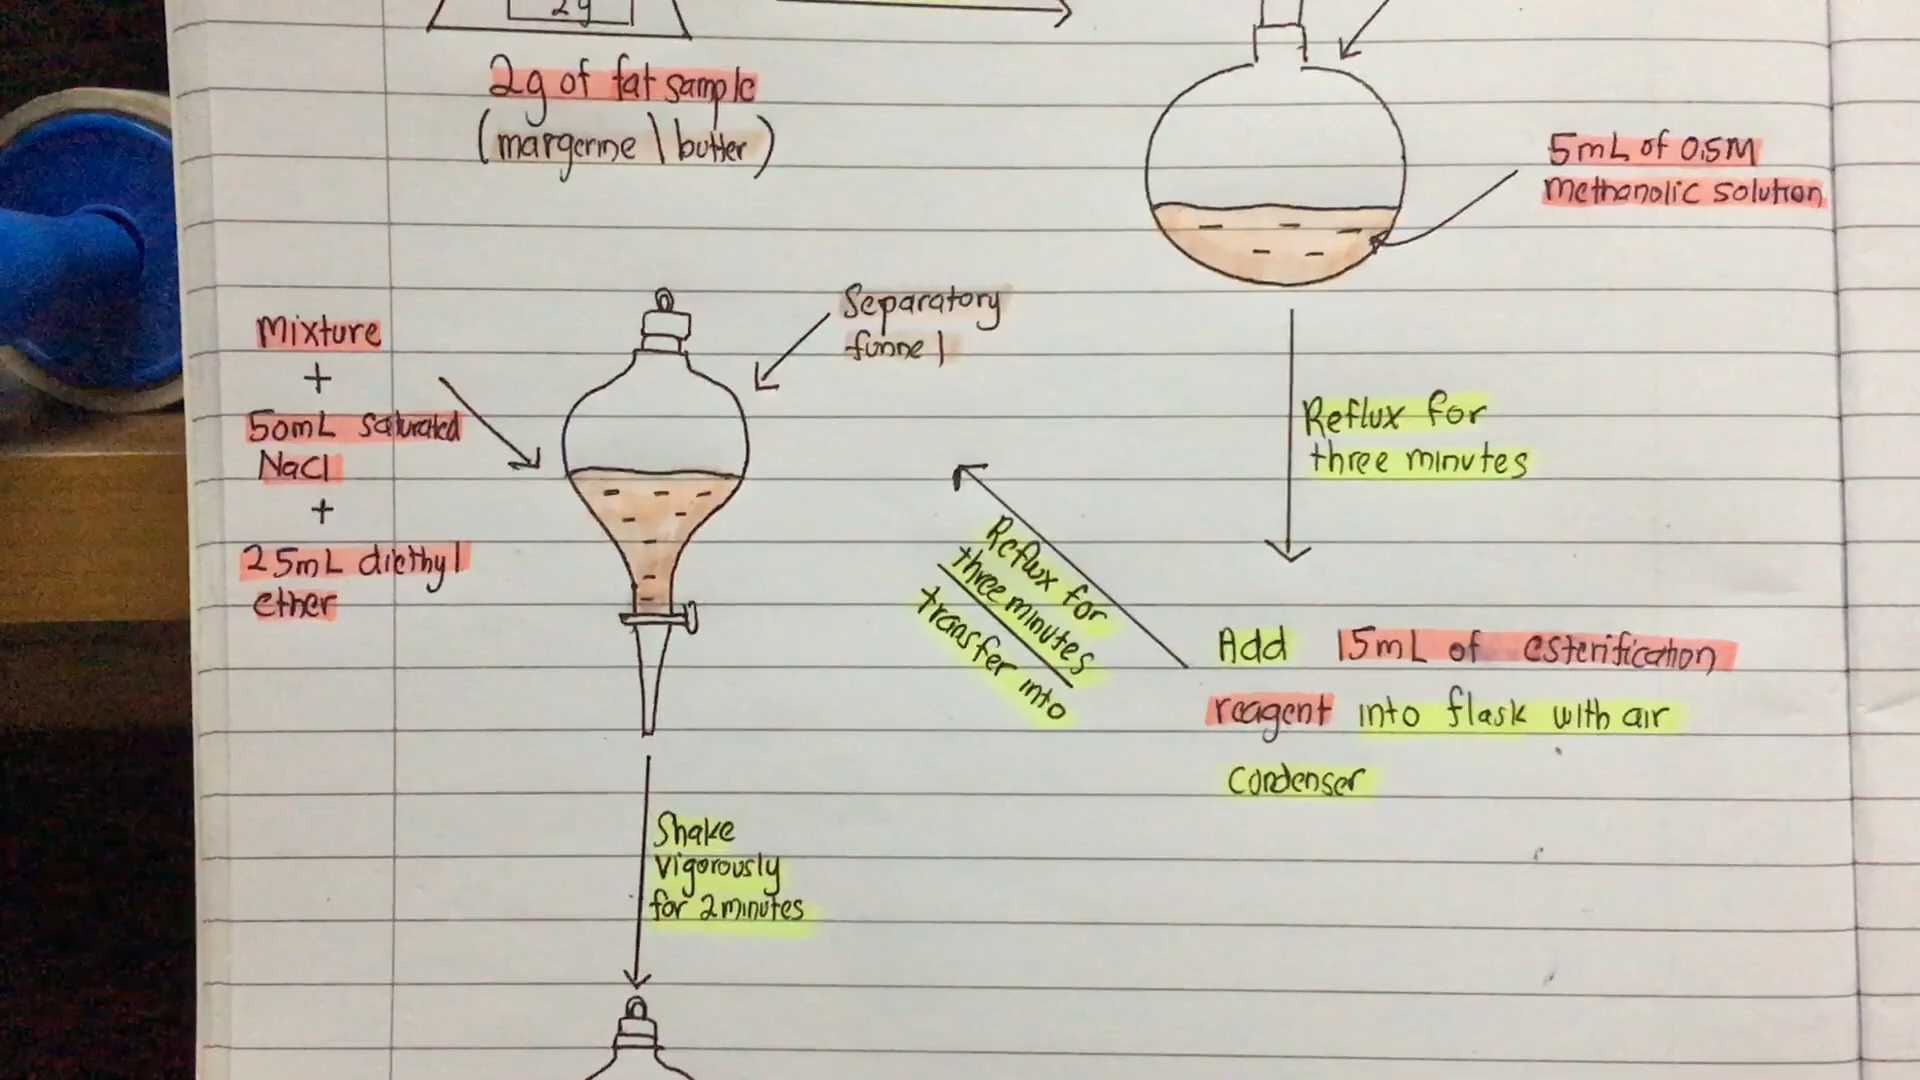 2g
2g of fat sample
(margerine \ butter)
5mL of 0.5M
methanolic solution
Separatory
funnel
Mixture
+
50mL saturated
NaCl
+
25mL diethyl
ether
Reflux for
three minutes
Reflux for
three minutes
transfer into
Add 15mL of esterification
reagent into flask with air
condenser
Shake
vigorously
for 2 minutes